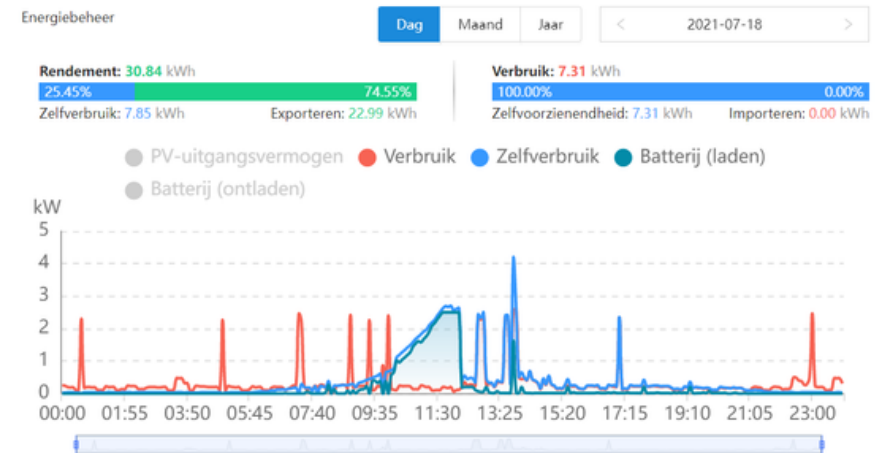 Energiebeheer
Dag Maand Jaar < 2021-07-18 >
Rendement: 30.84 kWh
25.45% 74.55%
Zelfverbruik: 7.85 kWh Exporteren: 22.99 kWh
Verbruik: 7.31 kWh
100.00% 0.00%
Zelfvoorzienendheid: 7.31 kWh Importeren: 0.00 kWh
PV-uitgangsvermogen Verbruik Zelfverbruik Batterij (laden)
Batterij (ontladen)
kW
5
4
3
2
1
0
00:00 01:55 03:50 05:45 07:40 09:35 11:30 13:25 15:20 17:15 19:10 21:05 23:00